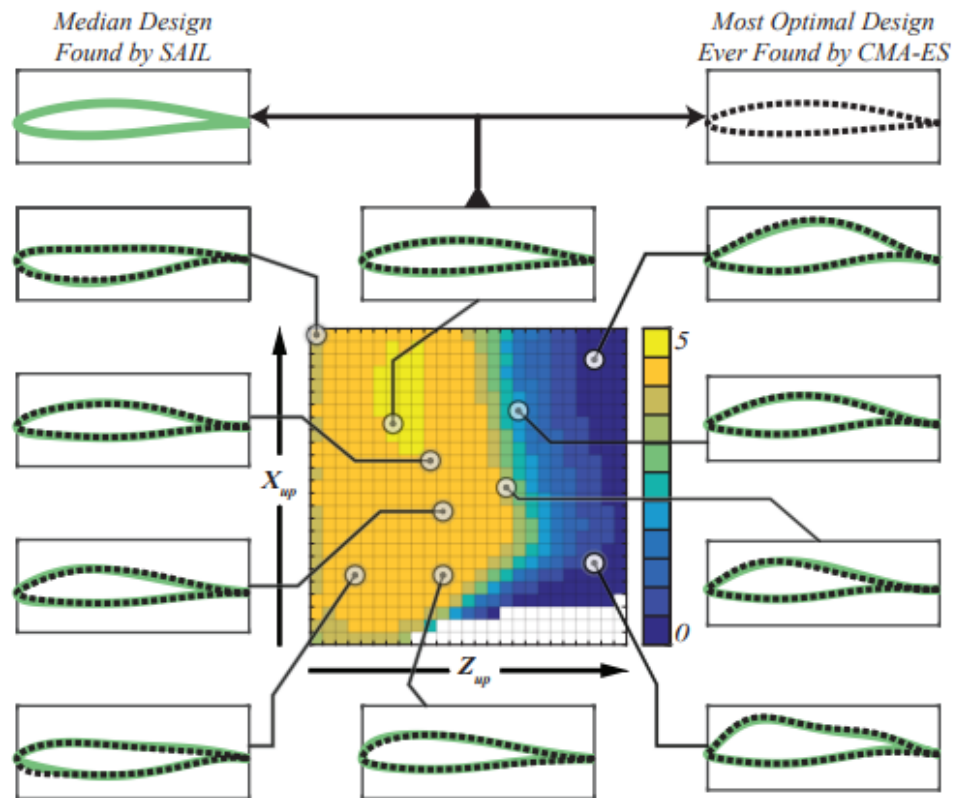 Median Design
Found by SAIL
Most Optimal Design
Ever Found by CMA-ES
5
X_up
0
Z_up